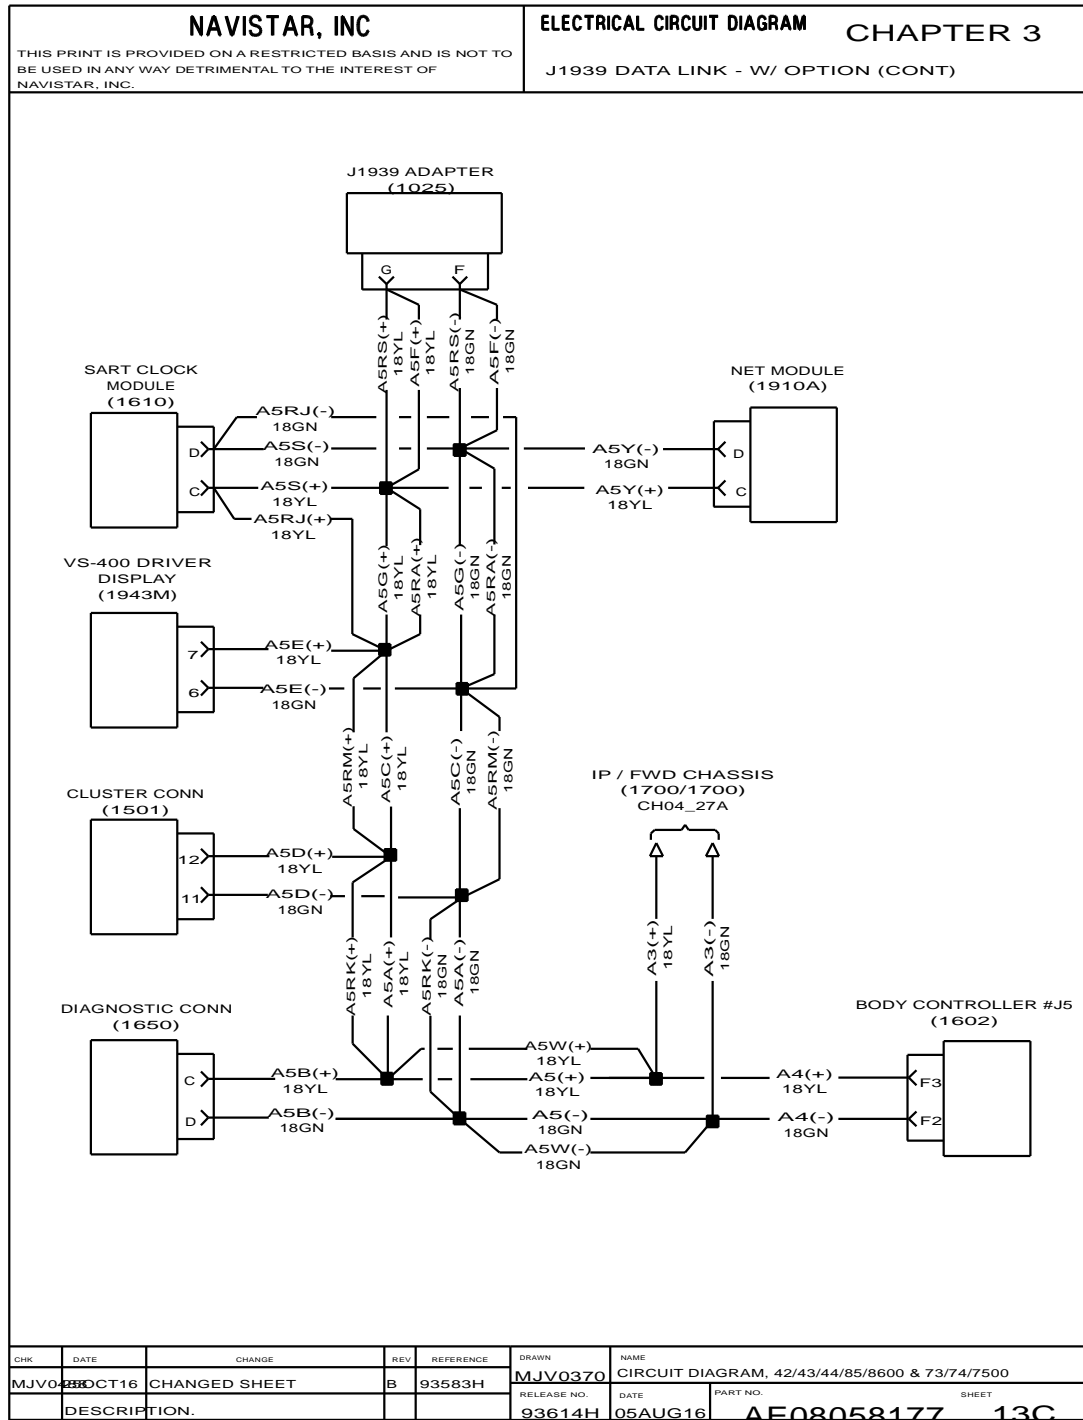 NAVISTAR, INC
THIS PRINT IS PROVIDED ON A RESTRICTED BASIS AND IS NOT TO
BE USED IN ANY WAY DETRIMENTAL TO THE INTEREST OF
NAVISTAR, INC.
ELECTRICAL CIRCUIT DIAGRAM
CHAPTER 3
J1939 DATA LINK - W/ OPTION (CONT)
J1939 ADAPTER
(1025)
G
F
A5RS(+)
18YL
A5F(+)
18YL
A5RS(-)
18GN
A5F(-)
18GN
SART CLOCK
MODULE
(1610)
D
C
A5RJ(-)
18GN
A5S(-)
18GN
A5S(+)
18YL
A5RJ(+)
18YL
NET MODULE
(1910A)
D
C
A5Y(-)
18GN
A5Y(+)
18YL
A5G(+)
18YL
A5RA(+)
18YL
A5G(-)
18GN
A5RA(-)
18GN
VS-400 DRIVER
DISPLAY
(1943M)
7
6
A5E(+)
18YL
A5E(-)
18GN
A5RM(+)
18YL
A5C(+)
18YL
A5C(-)
18GN
A5RM(-)
18GN
IP / FWD CHASSIS
(1700/1700)
CH04_27A
CLUSTER CONN
(1501)
12
11
A5D(+)
18YL
A5D(-)
18GN
A5RK(+)
18YL
A5A(+)
18YL
A5RK(-)
18GN
A5A(-)
18GN
A3(+)
18YL
A3(-)
18GN
DIAGNOSTIC CONN
(1650)
C
D
A5B(+)
18YL
A5B(-)
18GN
A5W(+)
18YL
A5(+)
18YL
A5(-)
18GN
A5W(-)
18GN
A4(+)
18YL
A4(-)
18GN
BODY CONTROLLER #J5
(1602)
F3
F2
CHK DATE CHANGE REV REFERENCE
CHANGED SHEET B 93583H
DESCRIPTION.
DRAWN NAME
MJV0370 CIRCUIT DIAGRAM, 42/43/44/85/8600 & 73/74/7500
RELEASE NO. DATE PART NO. SHEET
93614H 05AUG16 AE08058177 13C